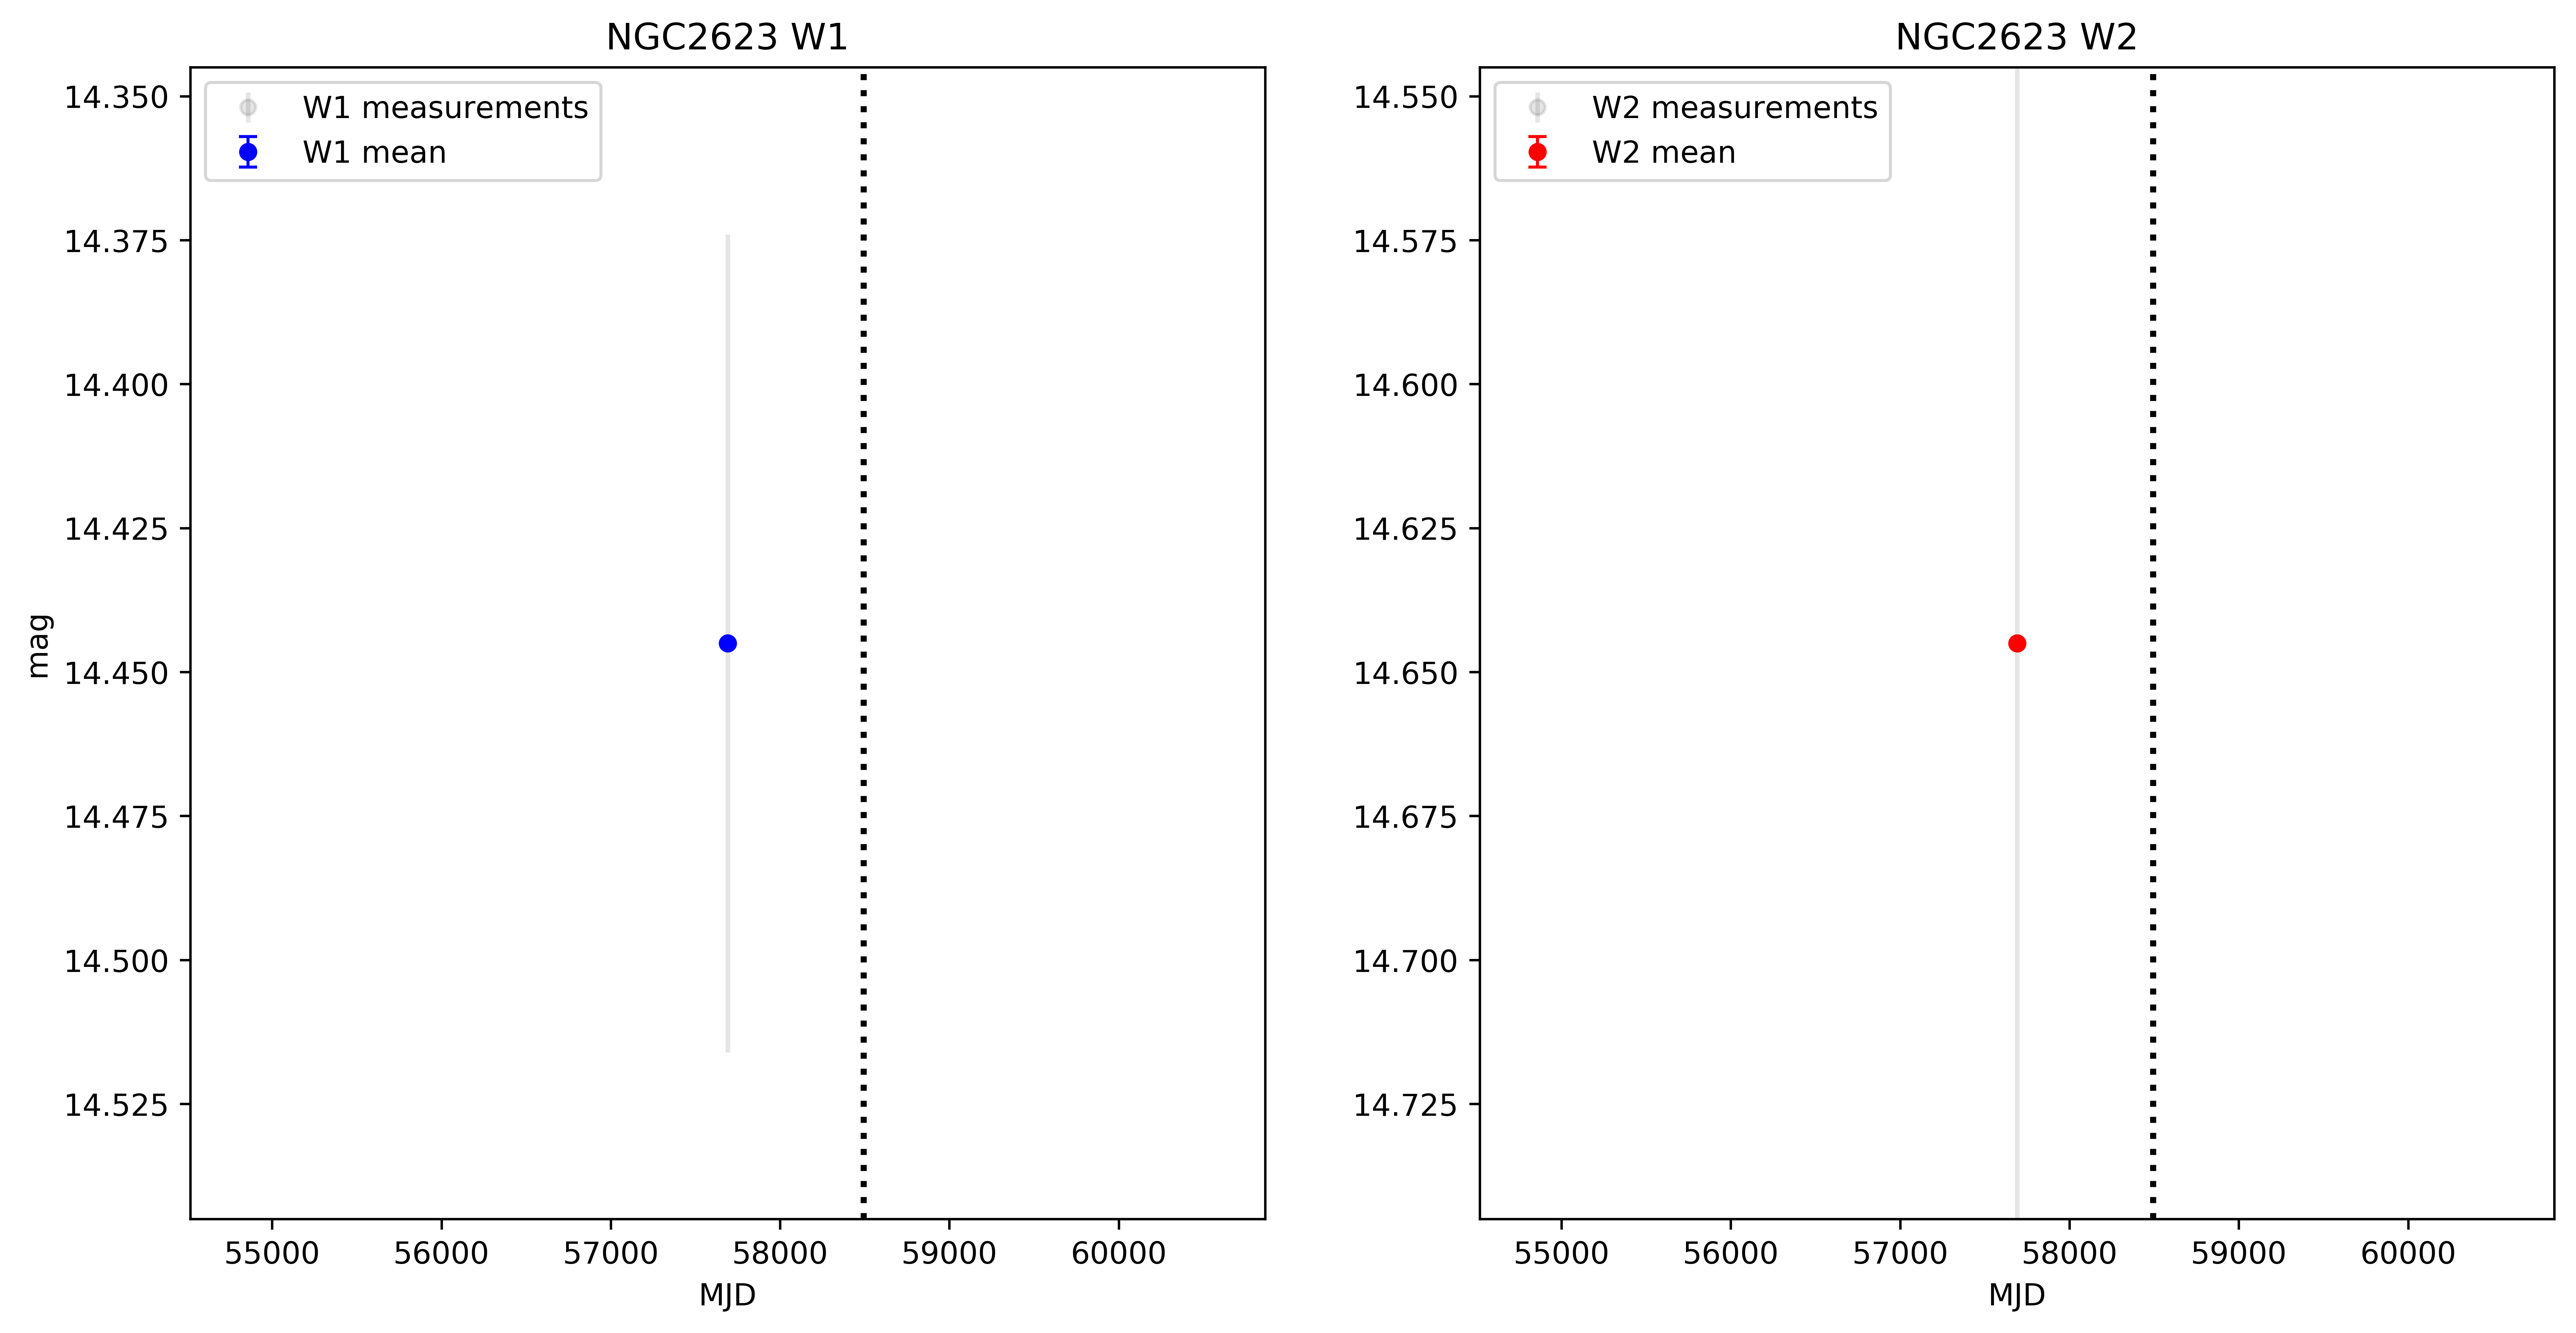 NGC2623 W1
W1 measurements
W1 mean
14.350
14.375
14.400
14.425
14.450
14.475
14.500
14.525
mag
55000 56000 57000 58000 59000 60000
MJD
NGC2623 W2
W2 measurements
W2 mean
14.550
14.575
14.600
14.625
14.650
14.675
14.700
14.725
55000 56000 57000 58000 59000 60000
MJD